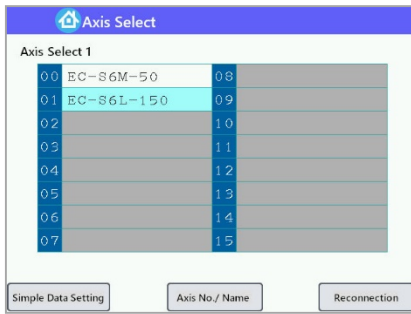 Axis Select
Axis Select 1
00 EC-S6M-50 08
01 EC-S6L-150 09
02 10
03 11
04 12
05 13
06 14
07 15
Simple Data Setting Axis No./ Name Reconnection